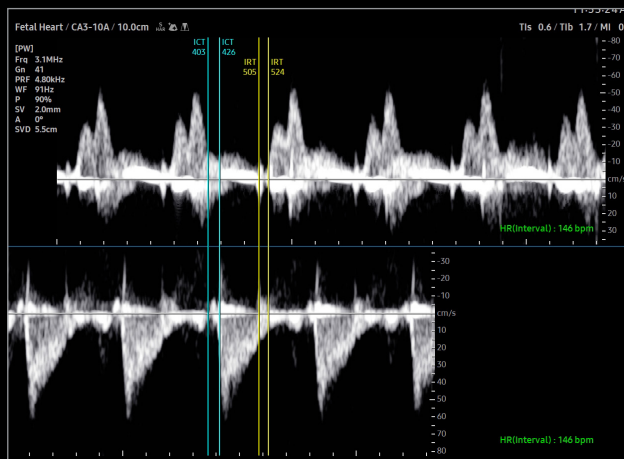 Fetal Heart / CA3-10A / 10.0cm S HAR
TIs 0.6 / Tib 1.7 / MI 0
[PW]
Frq 3.1MHz
Gn 41
PRF 4.80kHz
WF 91Hz
P 90%
SV 2.0mm
A 0°
SVD 5.5cm
ICT 403
ICT 426
IRT 505
IRT 524
-80
-70
-60
-50
-40
-30
-20
-10
cm/s
10
20
30
HR(Interval) : 146 bpm
-30
-20
-10
cm/s
10
20
30
40
50
60
70
80
HR(Interval) : 146 bpm